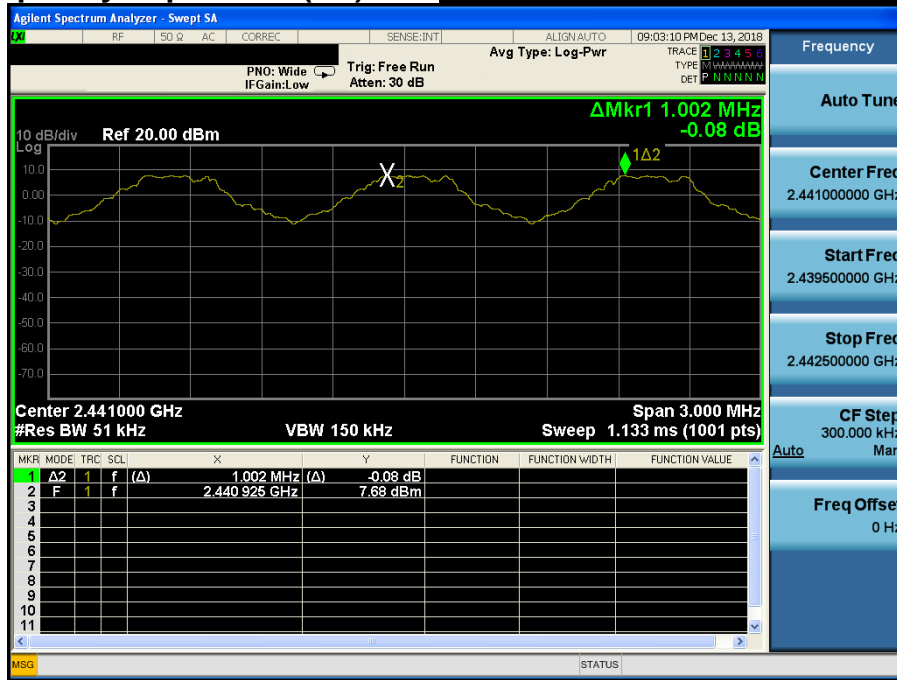 Agilent Spectrum Analyzer - Swept SA
LXI RF 50 Ω AC CORREC SENSE:INT ALIGNAUTO 09:03:10 PM Dec 13, 2018
PNO: Wide
IFGain:Low
Trig: Free Run
Atten: 30 dB
Avg Type: Log-Pwr
TRACE 1 2 3 4 5 6
TYPE M WWWWW
DET P N N N N N
ΔMkr1 1.002 MHz
-0.08 dB
10 dB/div Ref 20.00 dBm
Log
10.0
0.00
-10.0
-20.0
-30.0
-40.0
-50.0
-60.0
-70.0
X2
1Δ2
Center 2.441000 GHz Span 3.000 MHz
#Res BW 51 kHz VBW 150 kHz Sweep 1.133 ms (1001 pts)
MKR MODE TRC SCL X Y FUNCTION FUNCTION WIDTH FUNCTION VALUE
1 Δ2 1 f (Δ) 1.002 MHz (Δ) -0.08 dB
2 F 1 f 2.440 925 GHz 7.68 dBm
3
4
5
6
7
8
9
10
11
MSG STATUS
Frequency
Auto Tune
Center Freq
2.441000000 GHz
Start Freq
2.439500000 GHz
Stop Freq
2.442500000 GHz
CF Step
300.000 kHz
Auto Man
Freq Offset
0 Hz